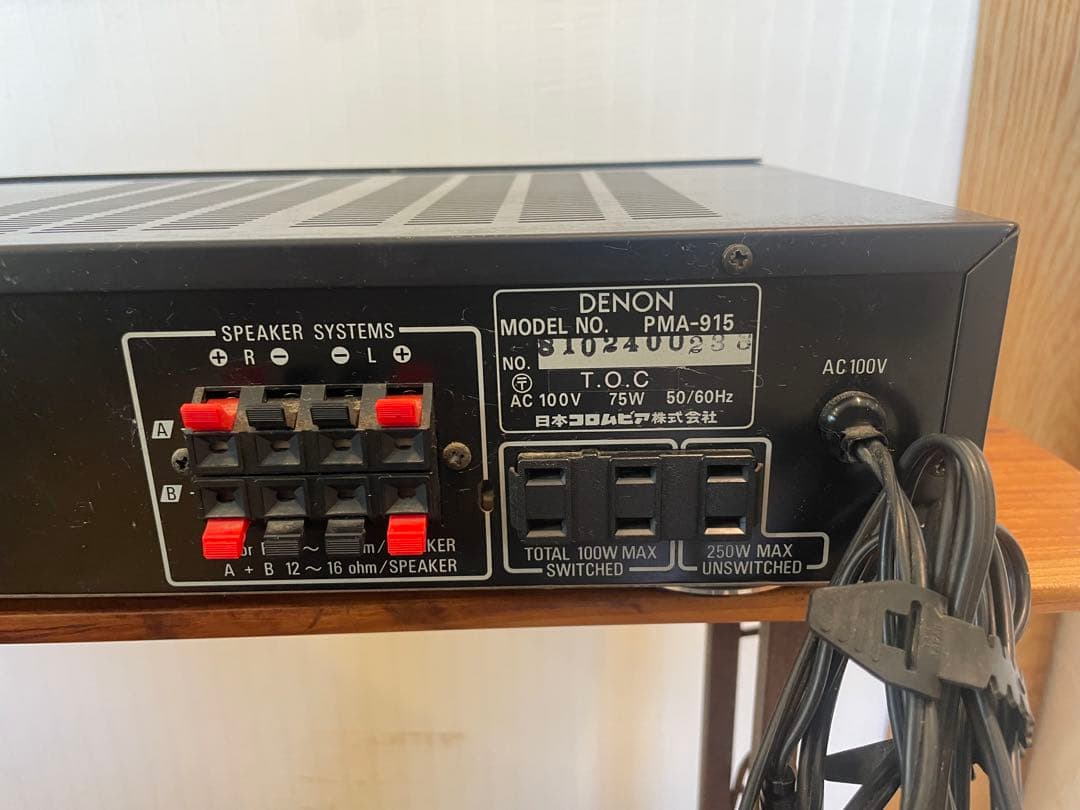 SPEAKER SYSTEMS
+ R − − L +
A
B
12～
A + B 12～16 ohm/SPEAKER
DENON
MODEL NO. PMA-915
NO.
〒 T.O.C
AC 100V 75W 50/60Hz
日本コロムビア株式会社
TOTAL 100W MAX
SWITCHED
250W MAX
UNSWITCHED
AC 100V